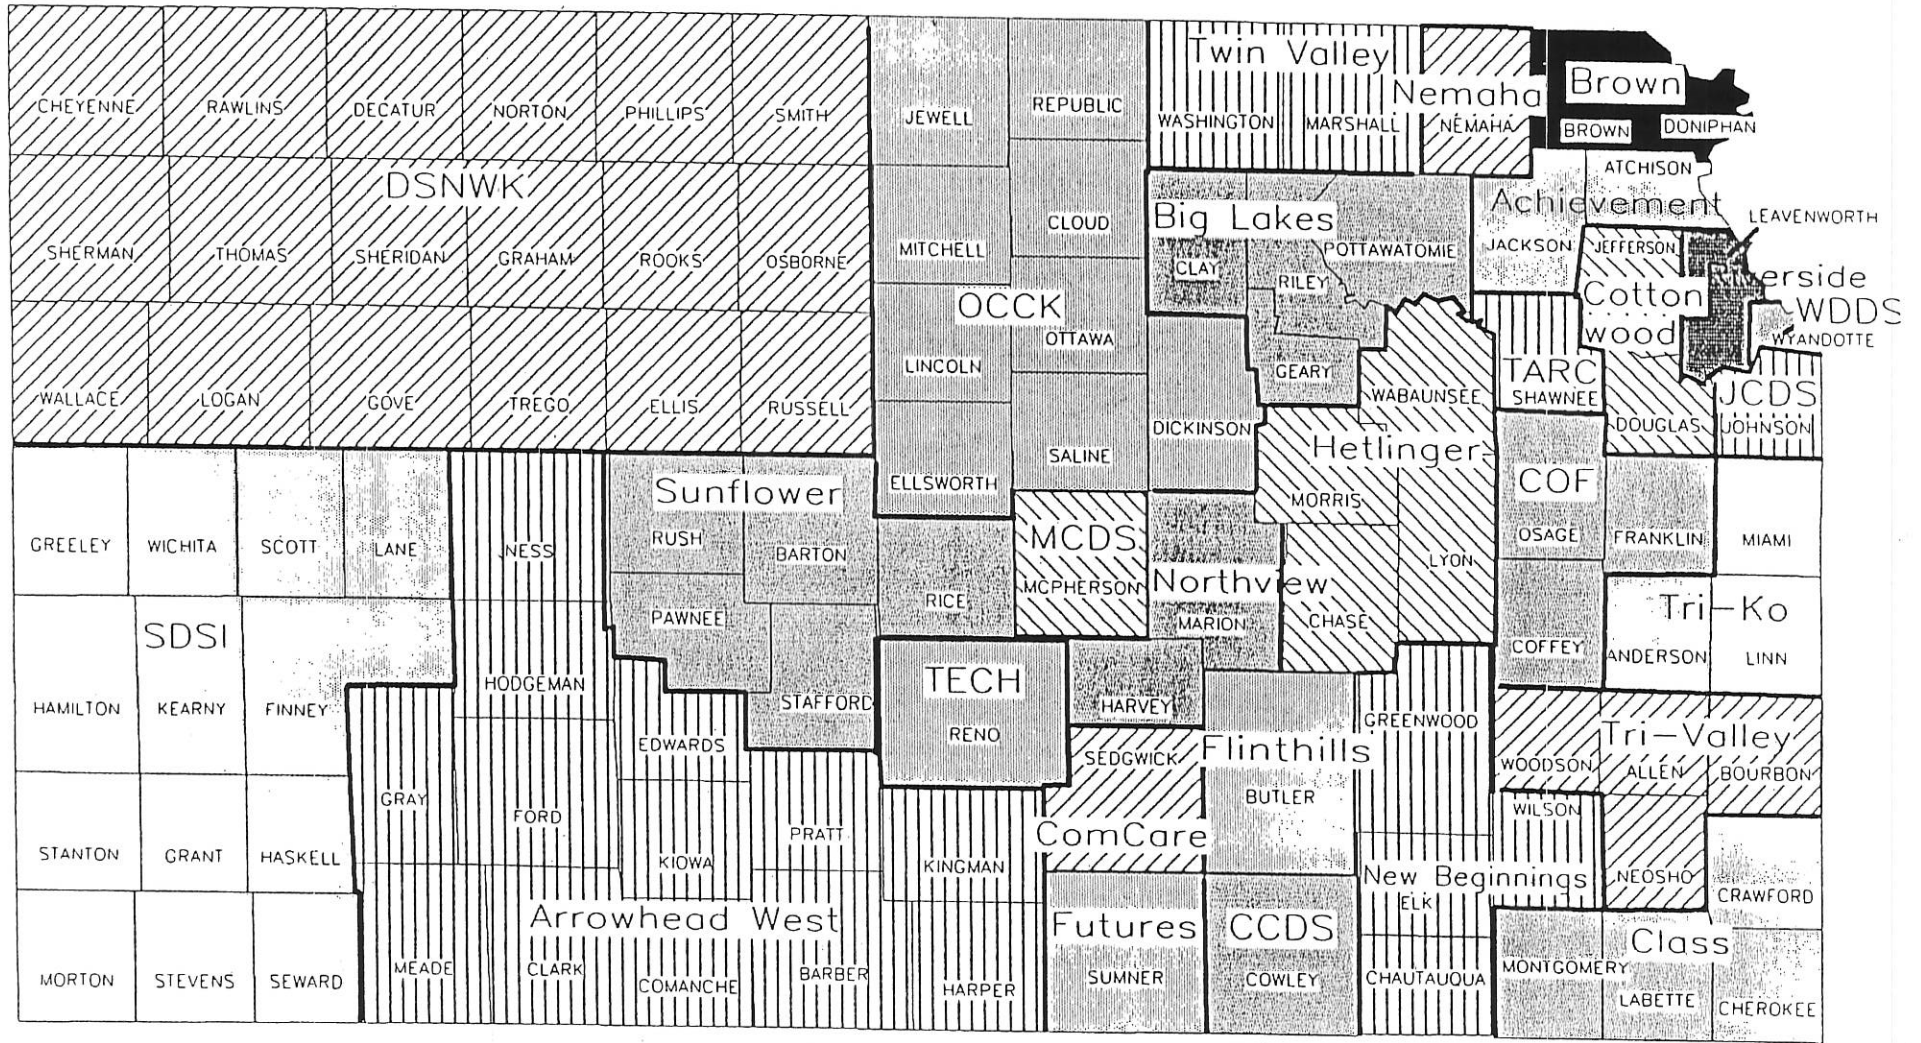 Twin Valley
Brown
Nemaha
CHEYENNE
RAWLINS
DECATUR
NORTON
PHILLIPS
SMITH
JEWELL
REPUBLIC
WASHINGTON
MARSHALL
NEMAHA
BROWN
DONIPHAN
ATCHISON
DSNWK
Achievement
LEAVENWORTH
Big Lakes
SHERMAN
THOMAS
SHERIDAN
GRAHAM
ROOKS
OSBORNE
MITCHELL
CLOUD
CLAY
RILEY
POTTAWATOMIE
JACKSON
JEFFERSON
Riverside
Cotton
wood
WDDS
WYANDOTTE
OCCK
OTTAWA
LINCOLN
GEARY
TARC
SHAWNEE
JCDS
JOHNSON
WALLACE
LOGAN
GOVE
TREGO
ELLIS
RUSSELL
WABAUNSEE
DICKINSON
DOUGLAS
Hetlinger
SALINE
ELLSWORTH
Sunflower
MORRIS
COF
GREELEY
WICHITA
SCOTT
LANE
NESS
RUSH
BARTON
MCDS
OSAGE
FRANKLIN
MIAMI
LYON
Northview
RICE
MCPHERSON
MARION
CHASE
PAWNEE
Tri-Ko
SDSI
COFFEY
ANDERSON
LINN
HODGEMAN
TECH
HAMILTON
KEARNY
FINNEY
STAFFORD
HARVEY
GREENWOOD
RENO
EDWARDS
SEDGWICK
Flinthills
Tri-Valley
WOODSON
ALLEN
BOURBON
GRAY
FORD
BUTLER
WILSON
PRATT
ComCare
STANTON
GRANT
HASKELL
KIOWA
KINGMAN
New Beginnings
NEOSHO
CRAWFORD
ELK
Arrowhead West
Futures
CCDS
Class
MORTON
STEVENS
SEWARD
MEADE
CLARK
COMANCHE
BARBER
HARPER
SUMNER
COWLEY
CHAUTAUQUA
MONTGOMERY
LABETTE
CHEROKEE